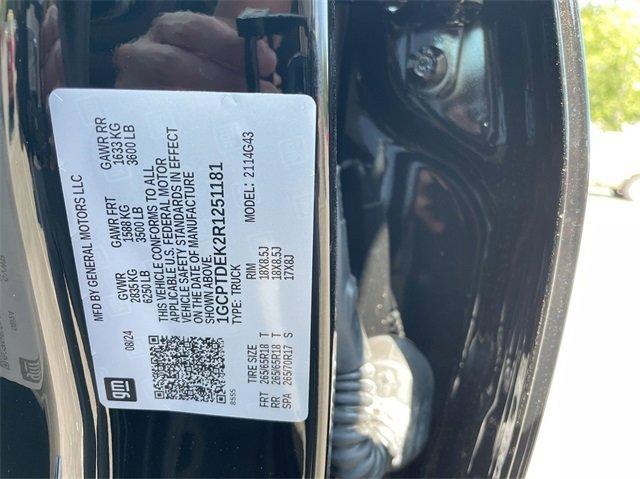 MFD BY GENERAL MOTORS LLC
08/24 GVWR GAWR FRT GAWR RR
2835 KG 1588 KG 1633 KG
6250 LB 3500 LB 3600 LB
THIS VEHICLE CONFORMS TO ALL
APPLICABLE U.S. FEDERAL MOTOR
VEHICLE SAFETY STANDARDS IN EFFECT
ON THE DATE OF MANUFACTURE
SHOWN ABOVE.
1GCPTDEK2R1251181
TYPE: TRUCK MODEL: 2114G43
gm
85555
TIRE SIZE RIM
FRT 265/65R18 T 18X8.5J
RR 265/65R18 T 18X8.5J
SPA 265/70R17 S 17X8J